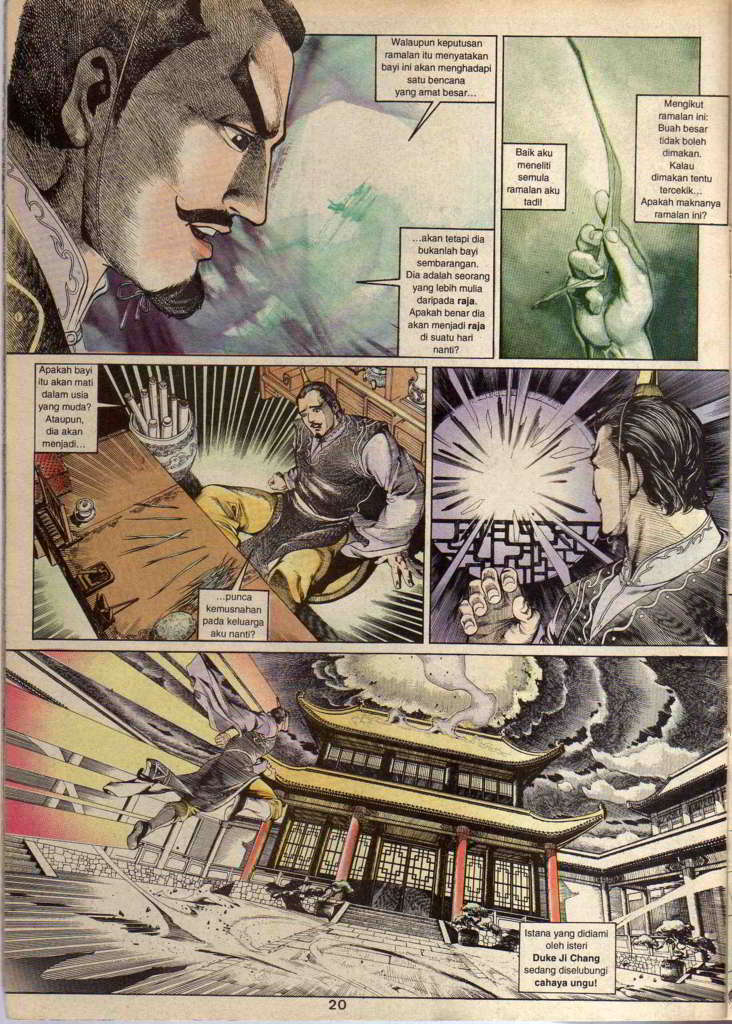 Walaupun keputusan
ramalan itu menyatakan
bayi ini akan menghadapi
satu bencana
yang amat besar...
...akan tetapi dia
bukanlah bayi
sembarangan.
Dia adalah seorang
yang lebih mulia
daripada raja.
Apakah benar dia
akan menjadi raja
di suatu hari
nanti?
Baik aku
meneliti
semula
ramalan aku
tadi!
Mengikut
ramalan ini:
Buah besar
tidak boleh
dimakan.
Kalau
dimakan tentu
tercekik...
Apakah maknanya
ramalan ini?
Apakah bayi
itu akan mati
dalam usia
yang muda?
Ataupun,
dia akan
menjadi...
...punca
kemusnahan
pada keluarga
aku nanti?
Istana yang didiami
oleh isteri
Duke Ji Chang
sedang diselubungi
cahaya ungu!
20